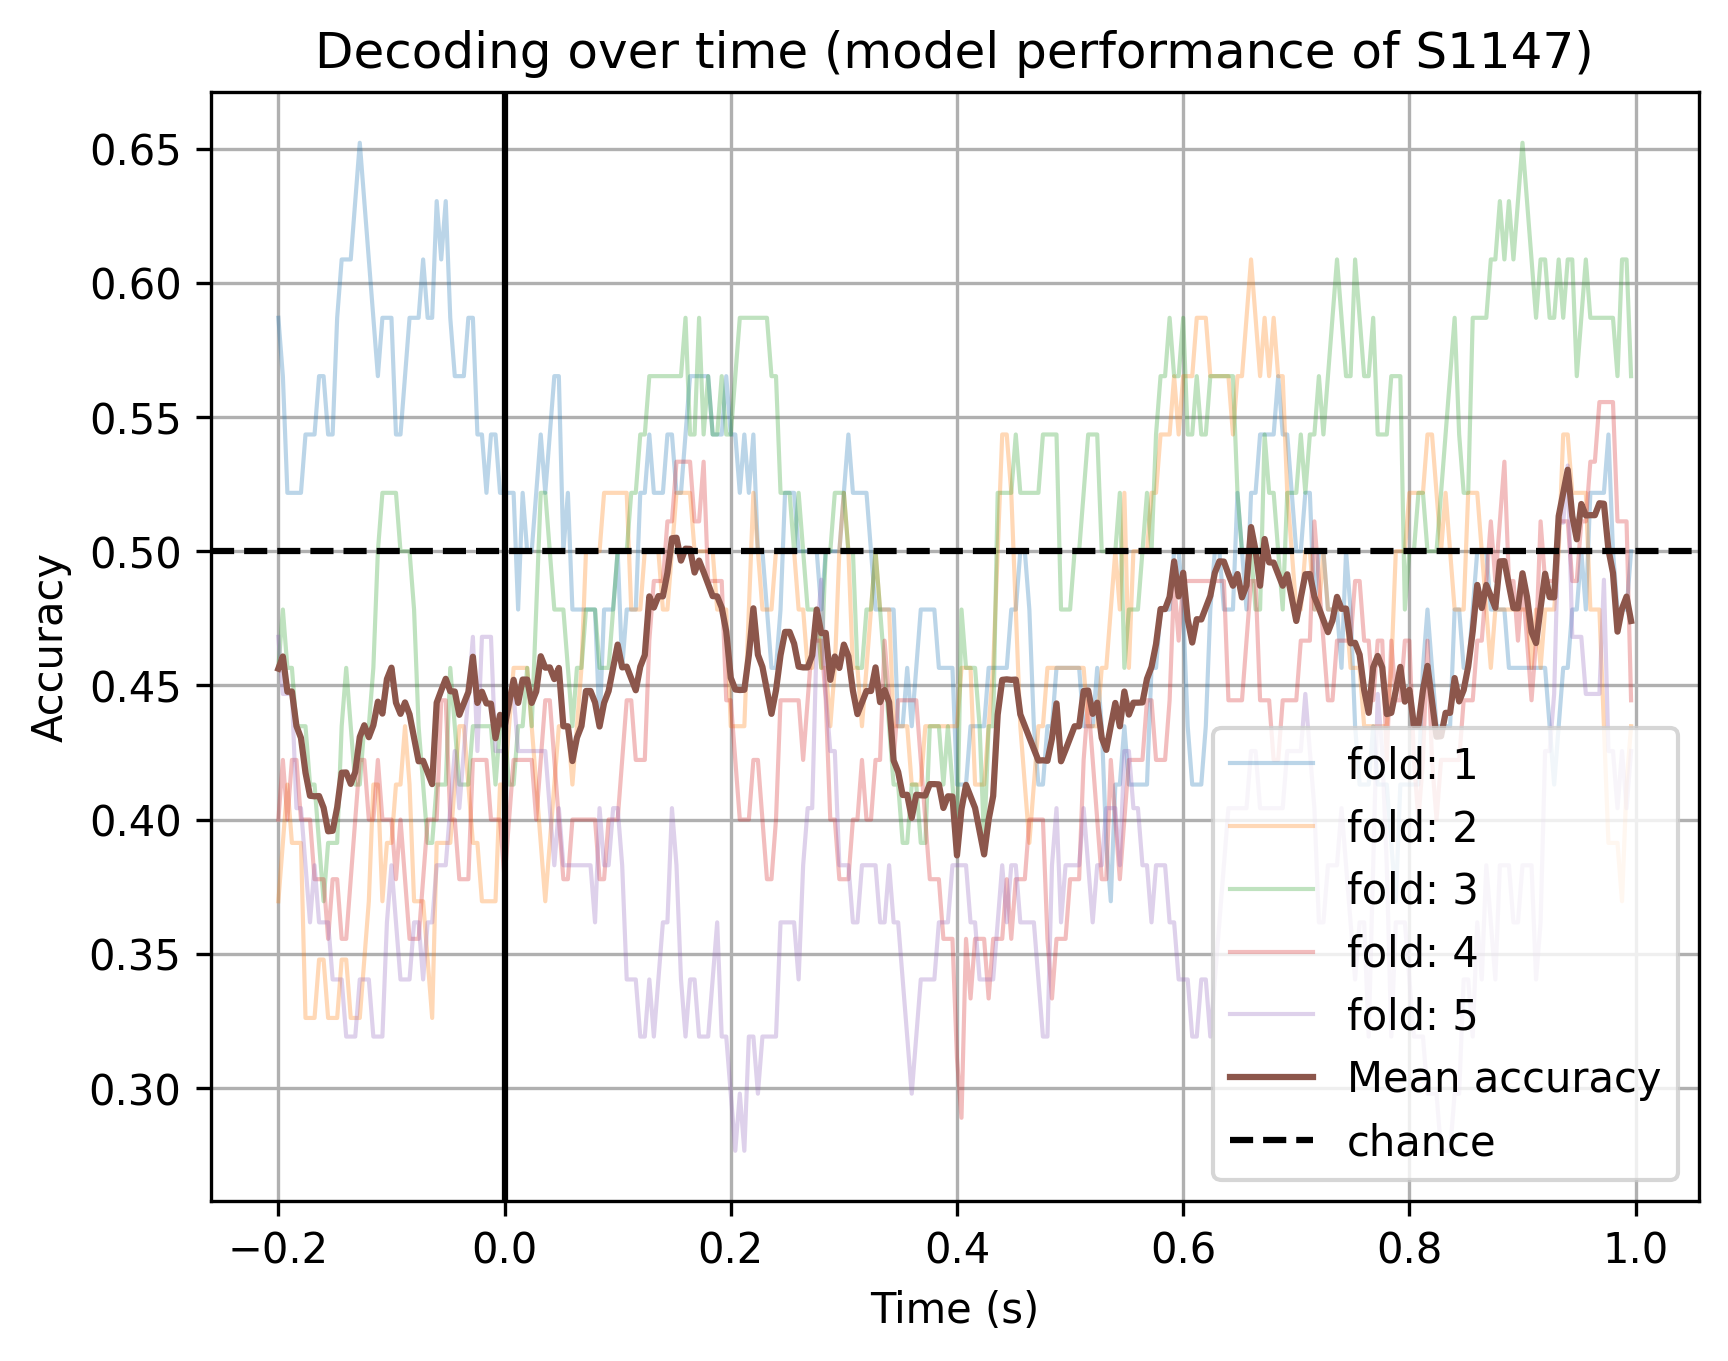 Decoding over time (model performance of S1147)
Accuracy
0.65
0.60
0.55
0.50
0.45
0.40
0.35
0.30
fold: 1
fold: 2
fold: 3
fold: 4
fold: 5
Mean accuracy
chance
−0.2 0.0 0.2 0.4 0.6 0.8 1.0
Time (s)